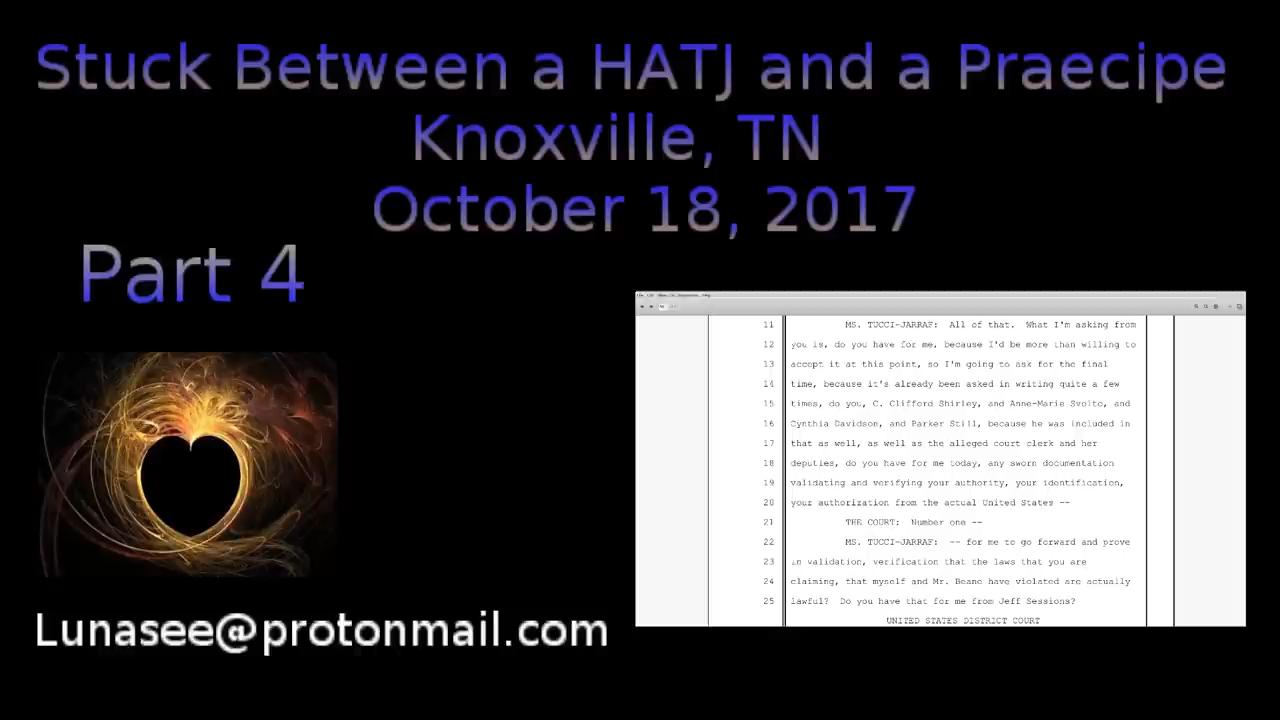 Stuck Between a HATJ and a Praecipe
Knoxville, TN
October 18, 2017
Part 4
11 MS. TUCCI-JARRAF: All of that. What I'm asking from
12 you is, do you have for me, because I'd be more than willing to
13 accept it at this point, so I'm going to ask for the final
14 time, because it's already been asked in writing quite a few
15 times, do you, C. Clifford Shirley, and Anne-Marie Svolto, and
16 Cynthia Davidson, and Parker Still, because he was included in
17 that as well, as well as the alleged court clerk and her
18 deputies, do you have for me today, any sworn documentation
19 validating and verifying your authority, your identification,
20 your authorization from the actual United States --
21 THE COURT: Number one --
22 MS. TUCCI-JARRAF: -- for me to go forward and prove
23 in validation, verification that the laws that you are
24 claiming, that myself and Mr. Beane have violated are actually
25 lawful? Do you have that for me from Jeff Sessions?
UNITED STATES DISTRICT COURT
Lunasee@protonmail.com